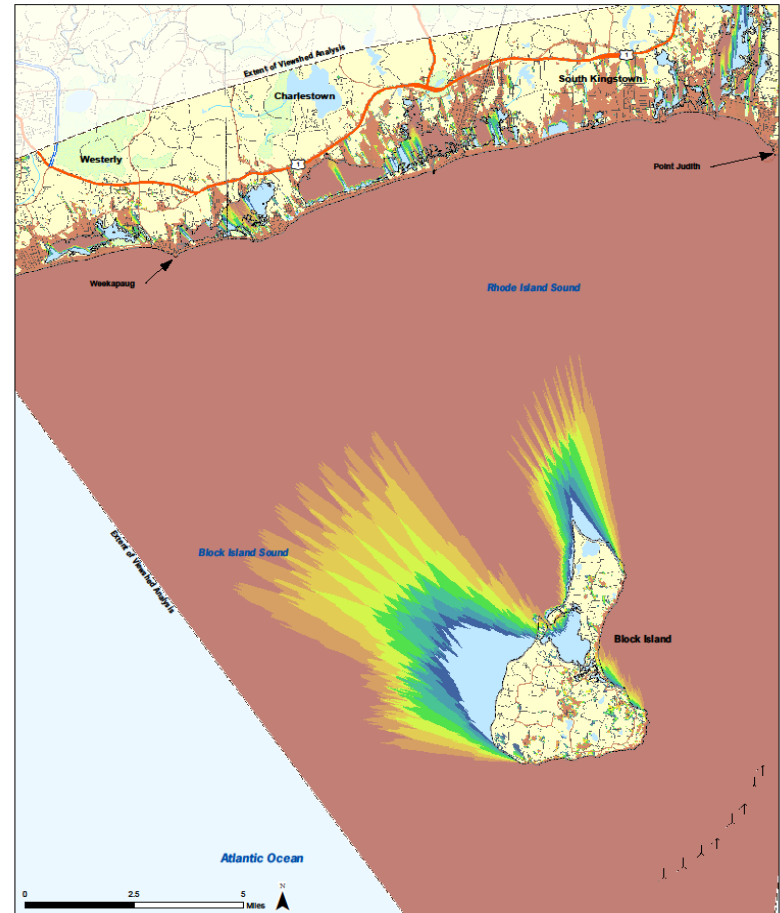 Extent of Viewshed Analysis
1
South Kingstown
Charlestown
Westerly
1
Point Judith
Weekapaug
Rhode Island Sound
Extent of Viewshed Analysis
Block Island Sound
Block Island
Atlantic Ocean
N
0 2.5 5
Miles